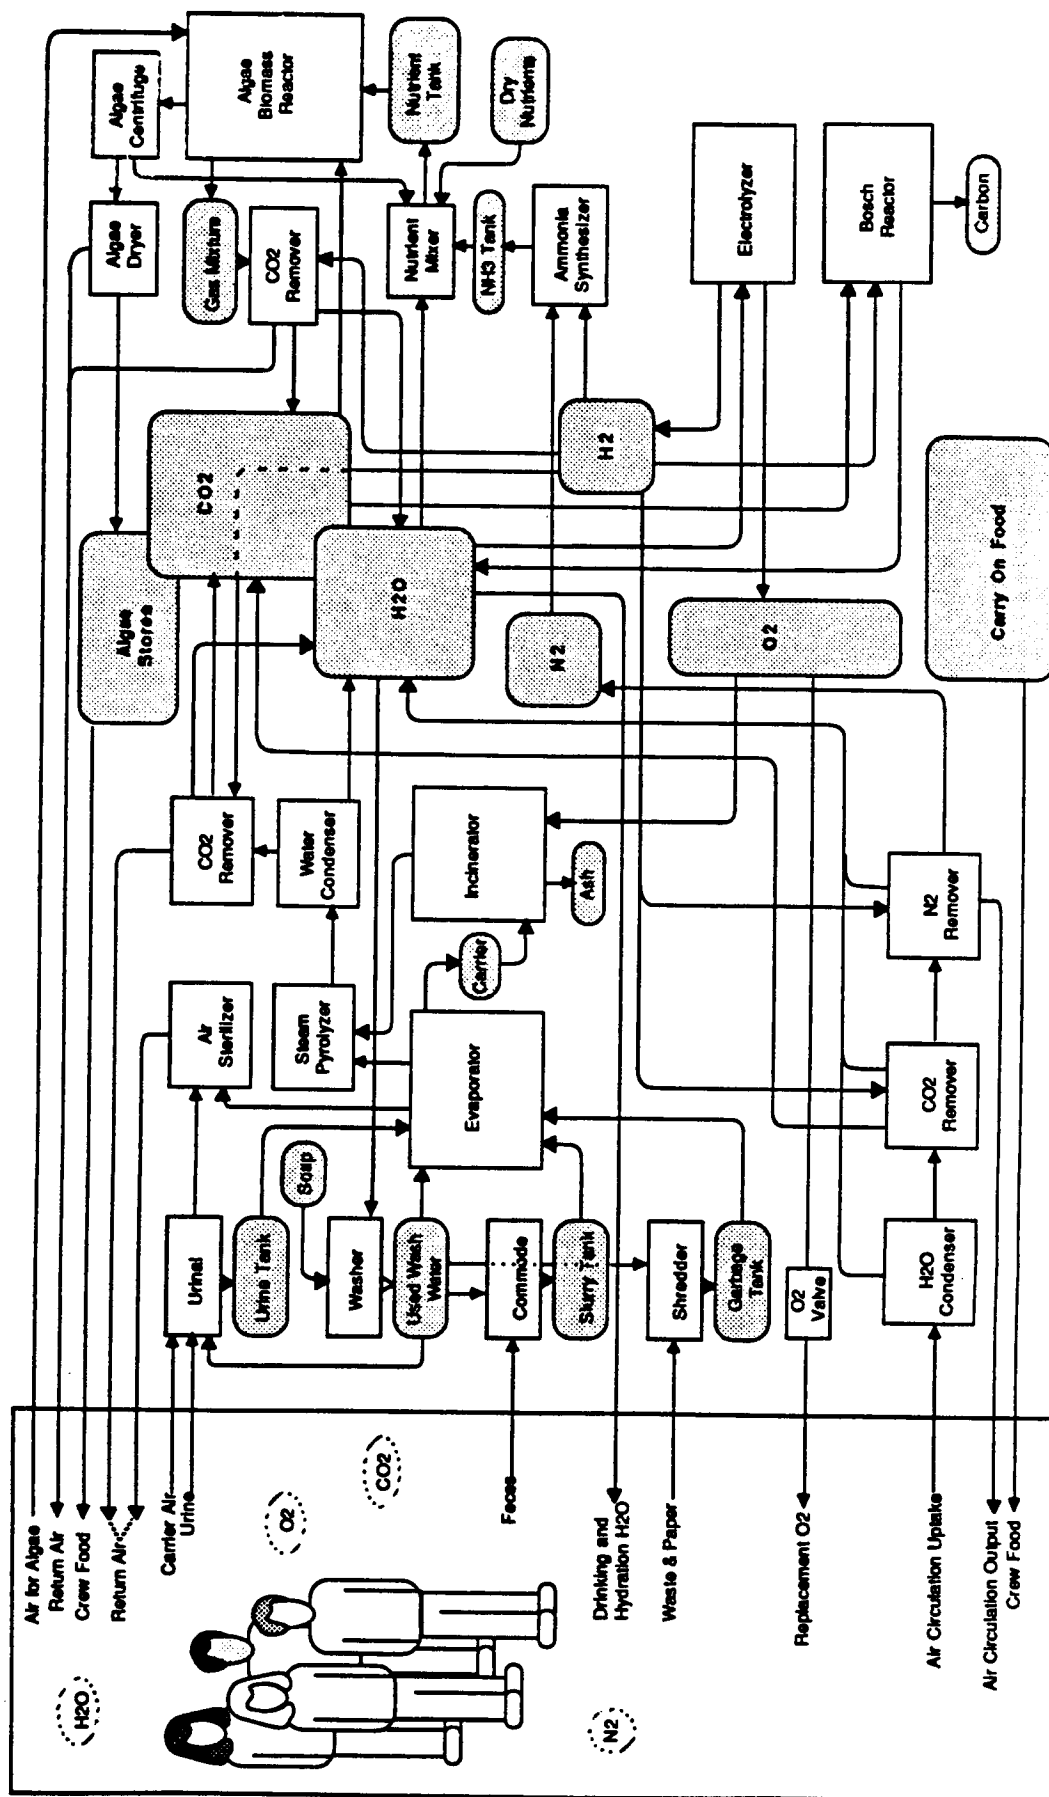 Air for Algae
Return Air
Crew Food
Return Air
Carrier Air
Urine
Feces
Drinking and
Hydration H2O
Waste & Paper
Replacement O2
Air Circulation Uptake
Air Circulation Output
Crew Food
H2O
O2
CO2
N2
Urinal
Urine Tank
Soap
Washer
Used Wash
Water
Commode
Slurry Tank
Shredder
Garbage
Tank
O2
Valve
H2O
Condenser
Air
Sterilizer
Steam
Pyrolyzer
Evaporator
Carrier
CO2
Remover
CO2
Remover
Water
Condenser
Incinerator
Ash
N2
Remover
Algae
Stores
CO2
H2O
N2
O2
H2
Carry On Food
Algae
Dryer
Gas Mixture
CO2
Remover
Nutrient
Mixer
NH3 Tank
Ammonia
Synthesizer
Algae
Centrifuge
Algae
Biomass
Reactor
Nutrient
Tank
Dry
Nutrients
Electrolyzer
Bosch
Reactor
Carbon